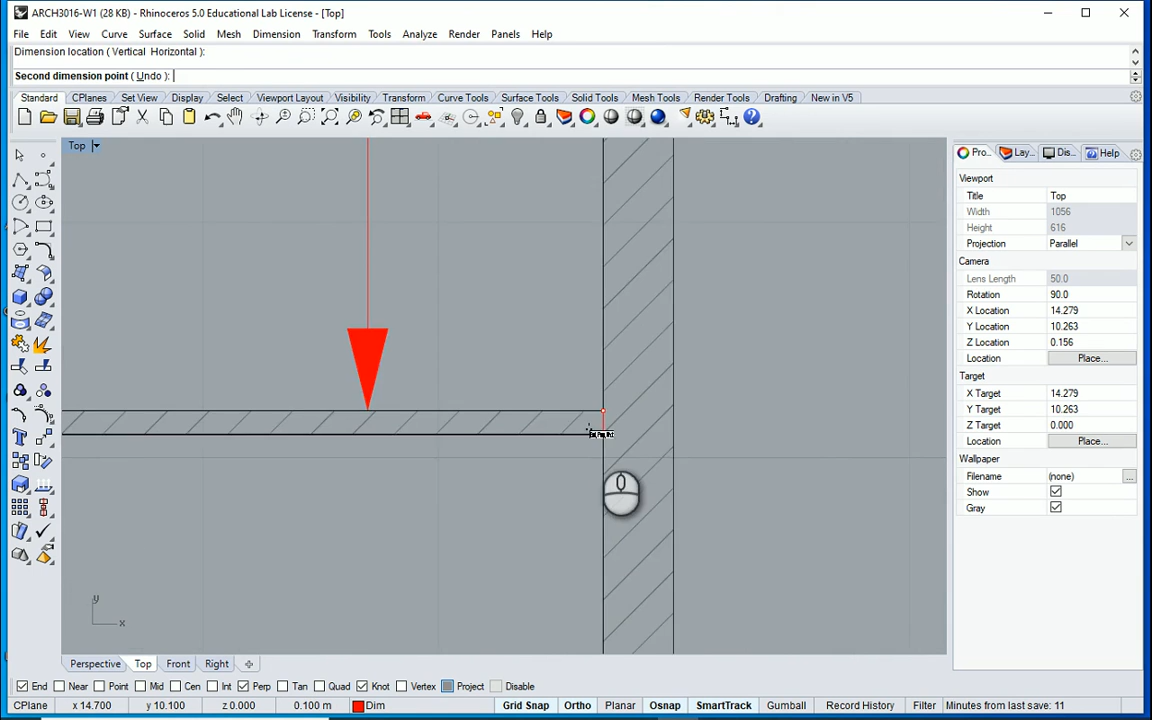 ARCH3016-W1 (28 KB) - Rhinoceros 5.0 Educational Lab License - [Top]
File Edit View Curve Surface Solid Mesh Dimension Transform Tools Analyze Render Panels Help
Dimension location ( Vertical Horizontal ):
Second dimension point ( Undo ):
Standard CPlanes Set View Display Select Viewport Layout Visibility Transform Curve Tools Surface Tools Solid Tools Mesh Tools Render Tools Drafting New in V5
Top
Pro... Lay... Dis... Help
Viewport
Title Top
Width 1056
Height 616
Projection Parallel
Camera
Lens Length 50.0
Rotation 90.0
X Location 14.279
Y Location 10.263
Z Location 0.156
Location Place...
Target
X Target 14.279
Y Target 10.263
Z Target 0.000
Location Place...
Wallpaper
Filename (none) ...
Show
Gray
y
x
Perspective Top Front Right
End Near Point Mid Cen Int Perp Tan Quad Knot Vertex Project Disable
CPlane x 14.700 y 10.100 z 0.000 0.100 m Dim Grid Snap Ortho Planar Osnap SmartTrack Gumball Record History Filter Minutes from last save: 11